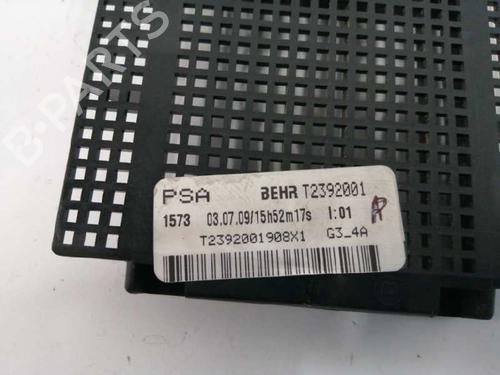 B-PARTS
PSA BEHR T2392001
1573 03.07.09/15h52m17s I:01
T2392001908X1 G3_4A